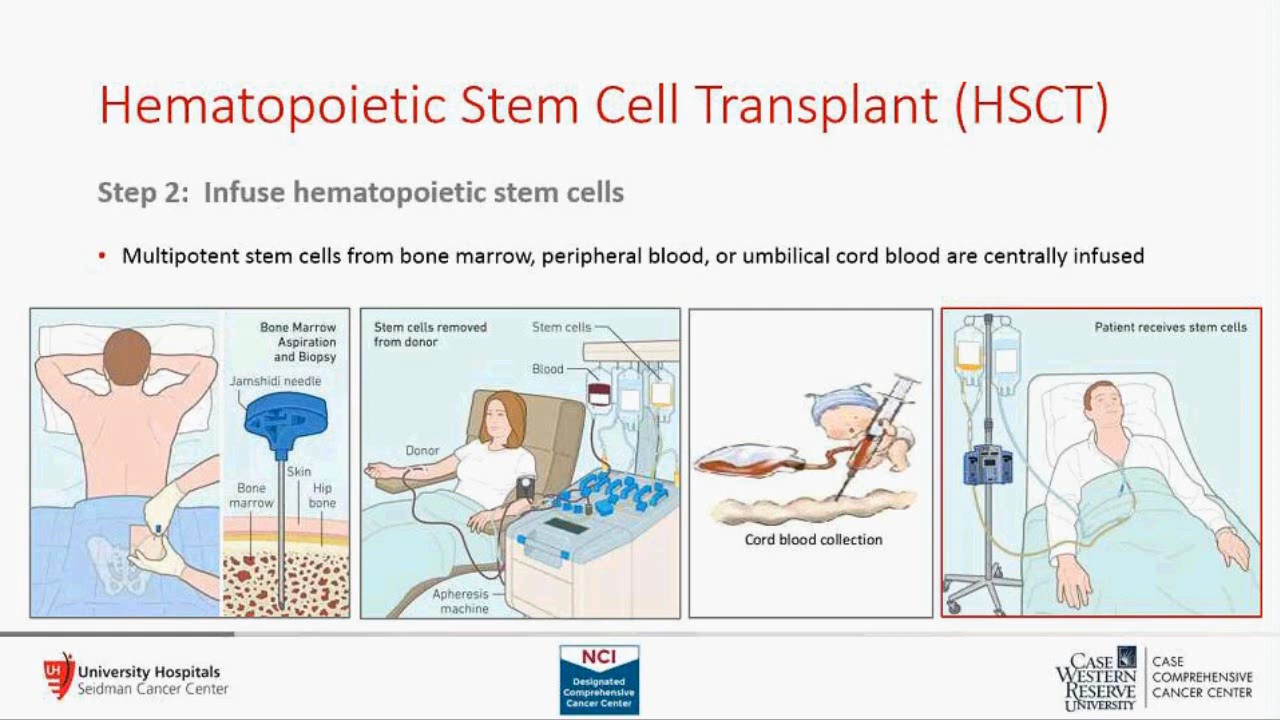 Hematopoietic Stem Cell Transplant (HSCT)
Step 2: Infuse hematopoietic stem cells
• Multipotent stem cells from bone marrow, peripheral blood, or umbilical cord blood are centrally infused
Bone Marrow
Aspiration
and Biopsy
Jamshidi needle
Skin
Bone
marrow
Hip
bone
Stem cells removed
from donor
Stem cells
Blood
Donor
Apheresis
machine
Cord blood collection
Patient receives stem cells
UH
University Hospitals
Seidman Cancer Center
NCI
Designated
Comprehensive
Cancer Center
CASE
WESTERN
RESERVE
UNIVERSITY
CASE
COMPREHENSIVE
CANCER CENTER